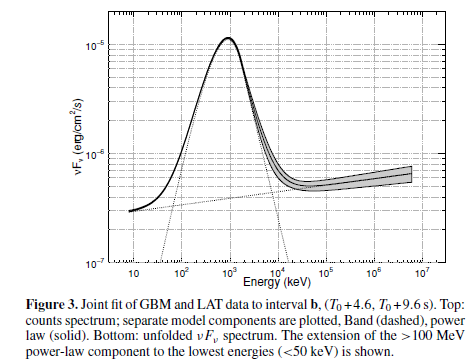 10⁻⁵
10⁻⁶
10⁻⁷
νFᵥ (erg/cm²/s)
10 10² 10³ 10⁴ 10⁵ 10⁶ 10⁷
Energy (keV)
Figure 3. Joint fit of GBM and LAT data to interval b, (T₀+4.6, T₀+9.6 s). Top:
counts spectrum; separate model components are plotted, Band (dashed), power
law (solid). Bottom: unfolded νFᵥ spectrum. The extension of the >100 MeV
power-law component to the lowest energies (<50 keV) is shown.